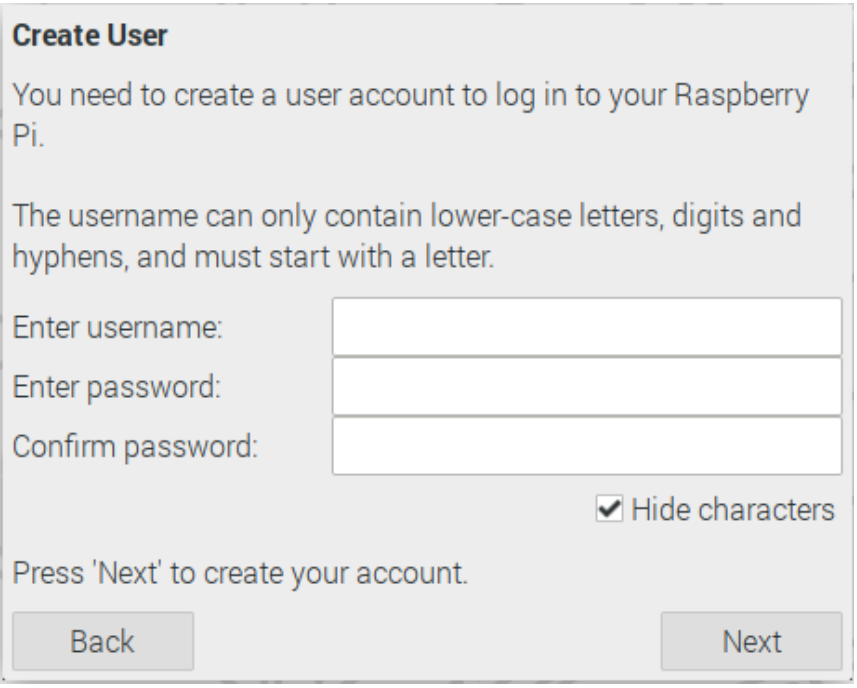 Create User
You need to create a user account to log in to your Raspberry
Pi.
The username can only contain lower-case letters, digits and
hyphens, and must start with a letter.
Enter username:
Enter password:
Confirm password:
Hide characters
Press 'Next' to create your account.
Back
Next